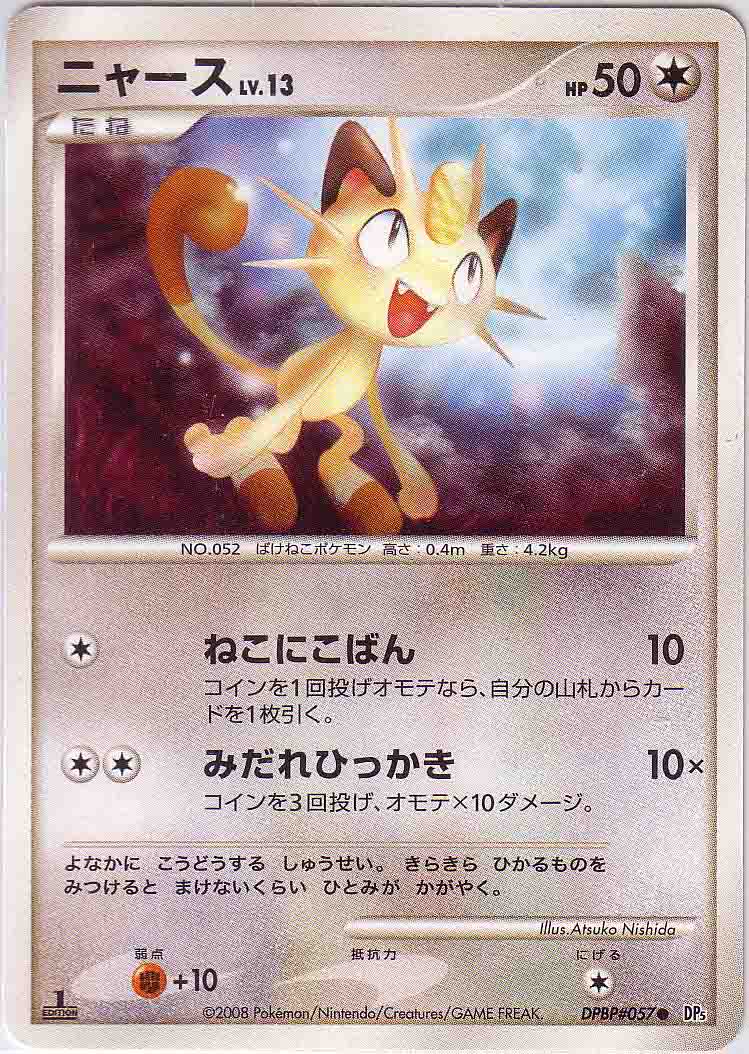 ニャース LV.13 HP 50
たね
NO.052 ばけねこポケモン 高さ:0.4m 重さ:4.2kg
ねこにこばん 10
コインを1回投げオモテなら、自分の山札からカー
ドを1枚引く。
みだれひっかき 10×
コインを3回投げ、オモテ×10ダメージ。
よなかに こうどうする しゅうせい。 きらきら ひかるものを
みつけると まけないくらい ひとみが かがやく。
Illus.Atsuko Nishida
弱点 抵抗力 にげる
+10
1 EDITION ©2008 Pokémon/Nintendo/Creatures/GAME FREAK. DPBP#057 DPs